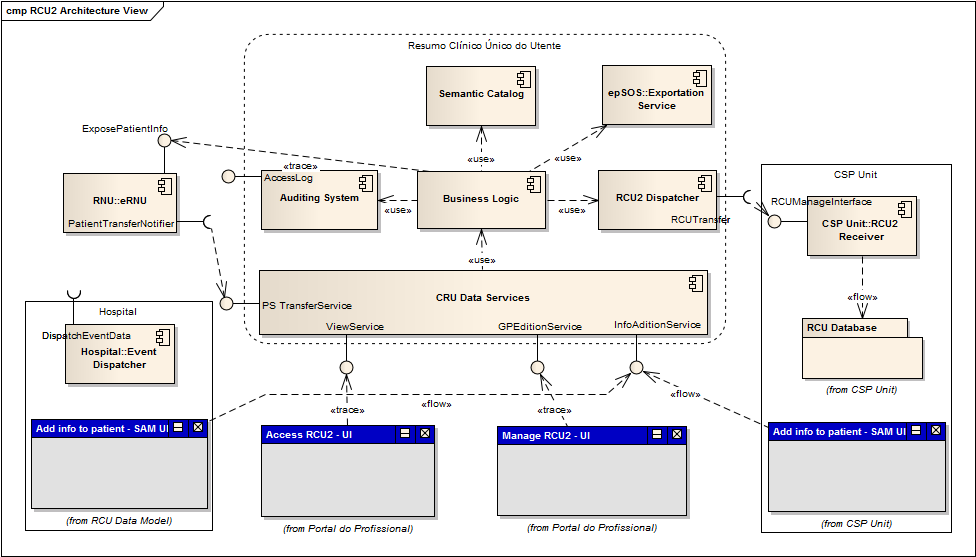 cmp RCU2 Architecture View
Resumo Clínico Único do Utente
Semantic Catalog
epSOS::Exportation
Service
ExposePatientInfo
«use»
«use»
«trace»
AccessLog
CSP Unit
RNU::eRNU
Auditing System
Business Logic
RCU2 Dispatcher
RCUManageInterface
«use»
«use»
PatientTransferNotifier
RCUTransfer
CSP Unit::RCU2
Receiver
«use»
CRU Data Services
«flow»
PS TransferService
Hospital
ViewService
GPEditionService
InfoAditionService
RCU Database
DispatchEventData
Hospital::Event
Dispatcher
(from CSP Unit)
«trace»
«flow»
«trace»
«flow»
Add info to patient - SAM UI
Access RCU2 - UI
Manage RCU2 - UI
Add info to patient - SAM UI
(from RCU Data Model)
(from Portal do Profissional)
(from Portal do Profissional)
(from CSP Unit)